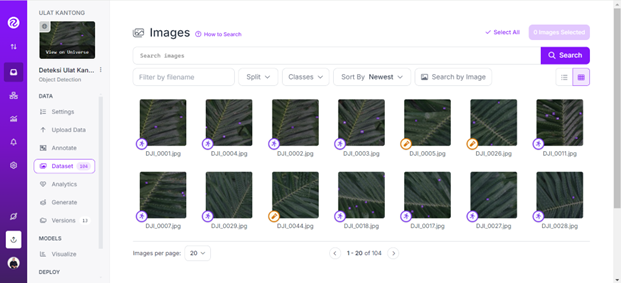 ULAT KANTONG
View on Universe
Deteksi Ulat Kan...
Object Detection
DATA
Settings
Upload Data
Annotate
Dataset
Analytics
Generate
Versions
MODELS
Visualize
DEPLOY
Images
How to Search
Select All
0 Images Selected
Search images
Search
Filter by filename
Split
Classes
Sort By Newest
Search by Image
DJI_0001.jpg
DJI_0004.jpg
DJI_0002.jpg
DJI_0003.jpg
DJI_0005.jpg
DJI_0026.jpg
DJI_0011.jpg
DJI_0007.jpg
DJI_0029.jpg
DJI_0044.jpg
DJI_0018.jpg
DJI_0017.jpg
DJI_0027.jpg
DJI_0028.jpg
Images per page:
20
1 - 20 of 104